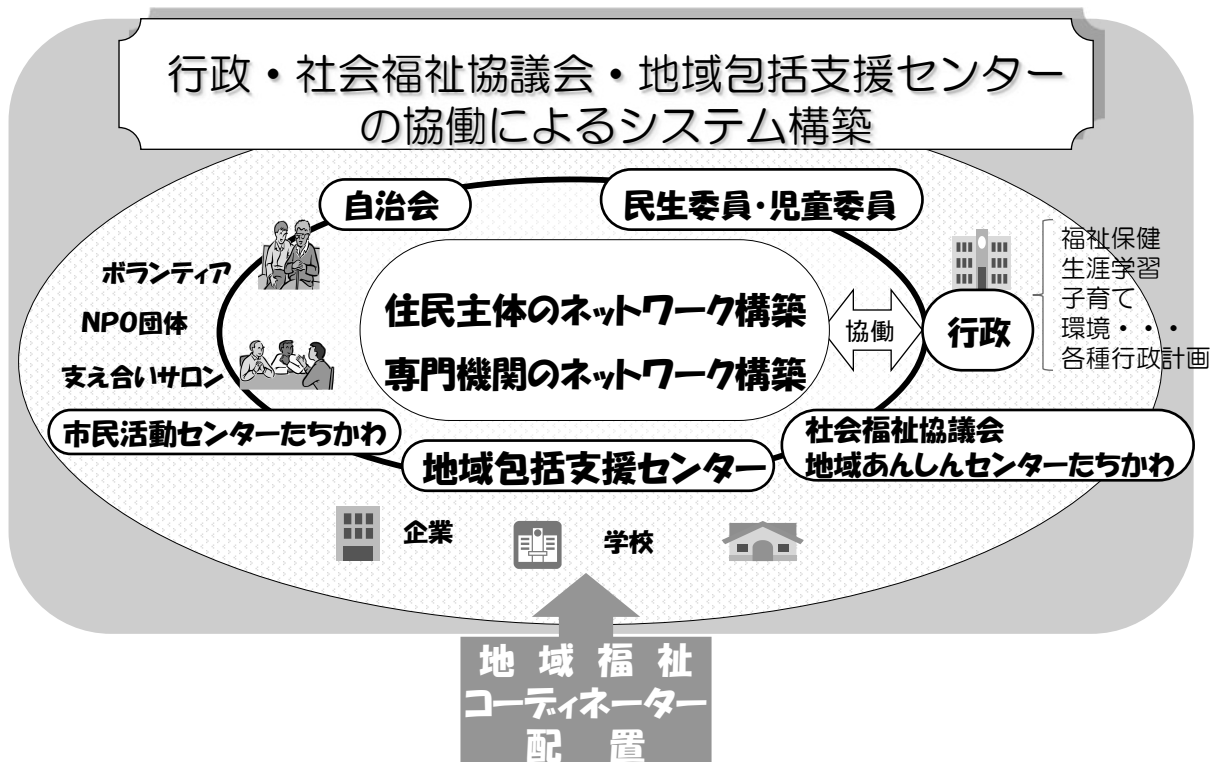 行政・社会福祉協議会・地域包括支援センター
の協働によるシステム構築
自治会
民生委員・児童委員
ボランティア
NPO団体
支え合いサロン
住民主体のネットワーク構築
専門機関のネットワーク構築
協働
行政
福祉保健
生涯学習
子育て
環境・・・
各種行政計画
市民活動センターたちかわ
地域包括支援センター
社会福祉協議会
地域あんしんセンターたちかわ
企業
学校
地域福祉
コーディネーター
配置